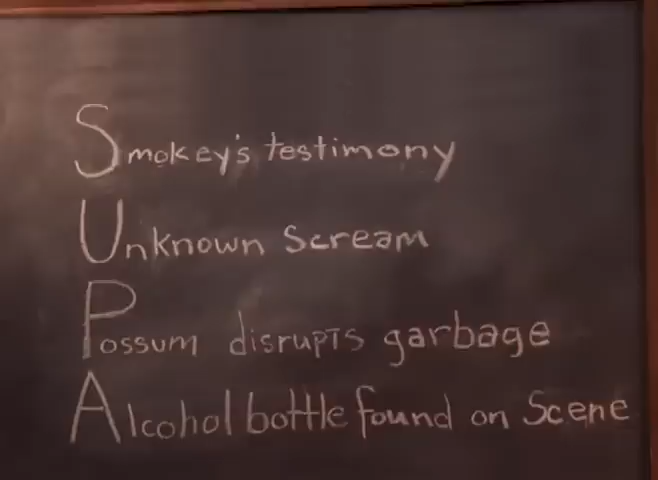 Smokey's testimony
Unknown Scream
Possum disrupts garbage
Alcohol bottle found on Scene